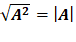 √A² = |A|